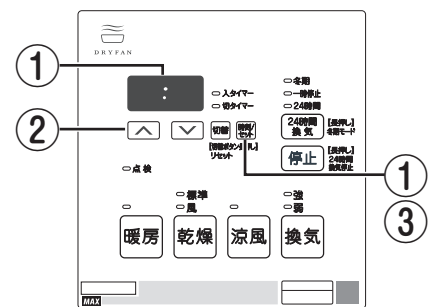 ①
DRYFAN
:
入タイマー
切タイマー
冬期
一時停止
24時間
②
切替
時刻/セット
24時間
換気
【長押し】
冬期モード
【切替ボタン】
リセット
停止
【長押し】
24時間
換気停止
点検
①
③
標準
風
強
弱
暖房
乾燥
涼風
換気
MAX